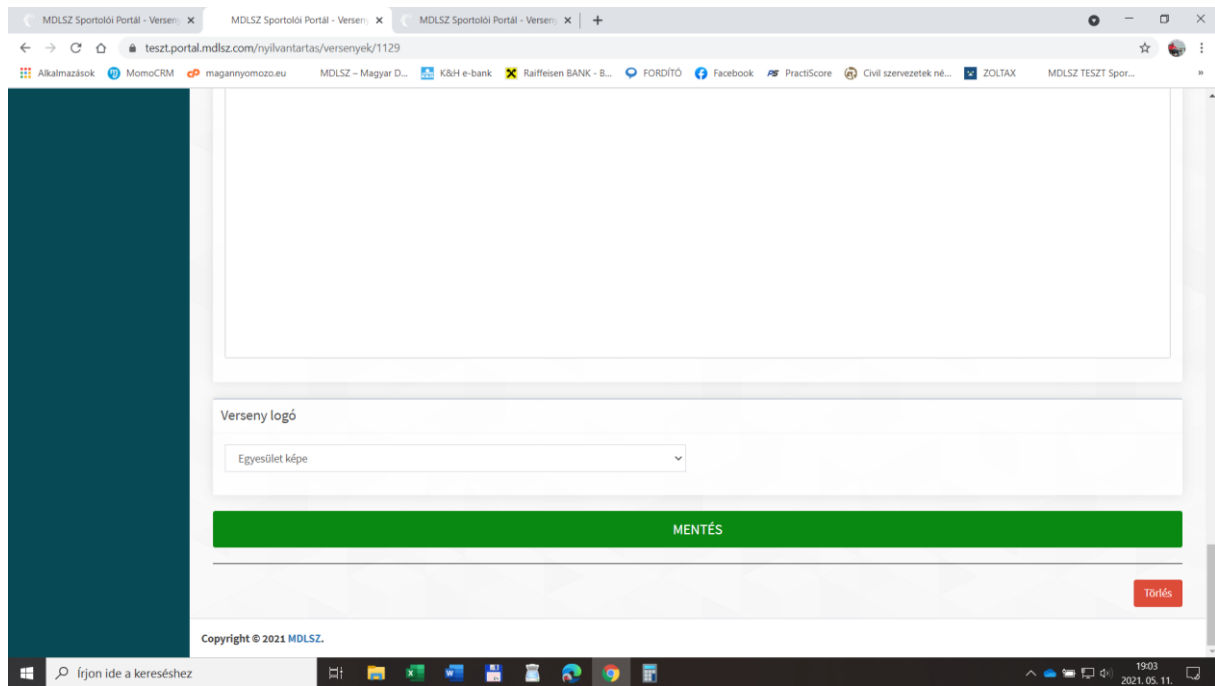 MDLSZ Sportolói Portál - Verseny
MDLSZ Sportolói Portál - Verseny
MDLSZ Sportolói Portál - Verseny
teszt.portal.mdlsz.com/nyilvantartas/versenyek/1129
Alkalmazások MomoCRM magannyomozo.eu MDLSZ – Magyar D... K&H e-bank Raiffeisen BANK - B... FORDÍTÓ Facebook PractiScore Civil szervezetek né... ZOLTAX MDLSZ TESZT Spor...
Verseny logó
Egyesület képe
MENTÉS
Törlés
Copyright © 2021 MDLSZ.
Írjon ide a kereséshez
19:03
2021. 05. 11.